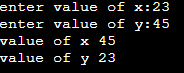 enter value of x:23
enter value of y:45
value of x 45
value of y 23